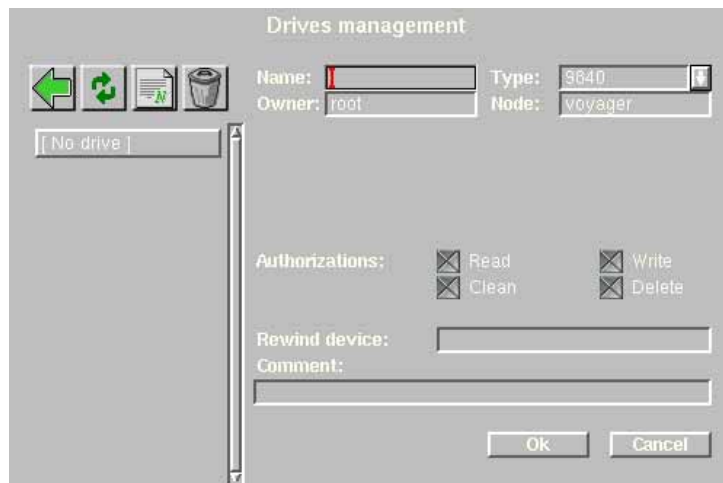 Drives management
Name: Type: 9840
N
Owner: root Node: voyager
[ No drive ]
Authorizations: Read Write
Clean Delete
Rewind device:
Comment:
Ok Cancel